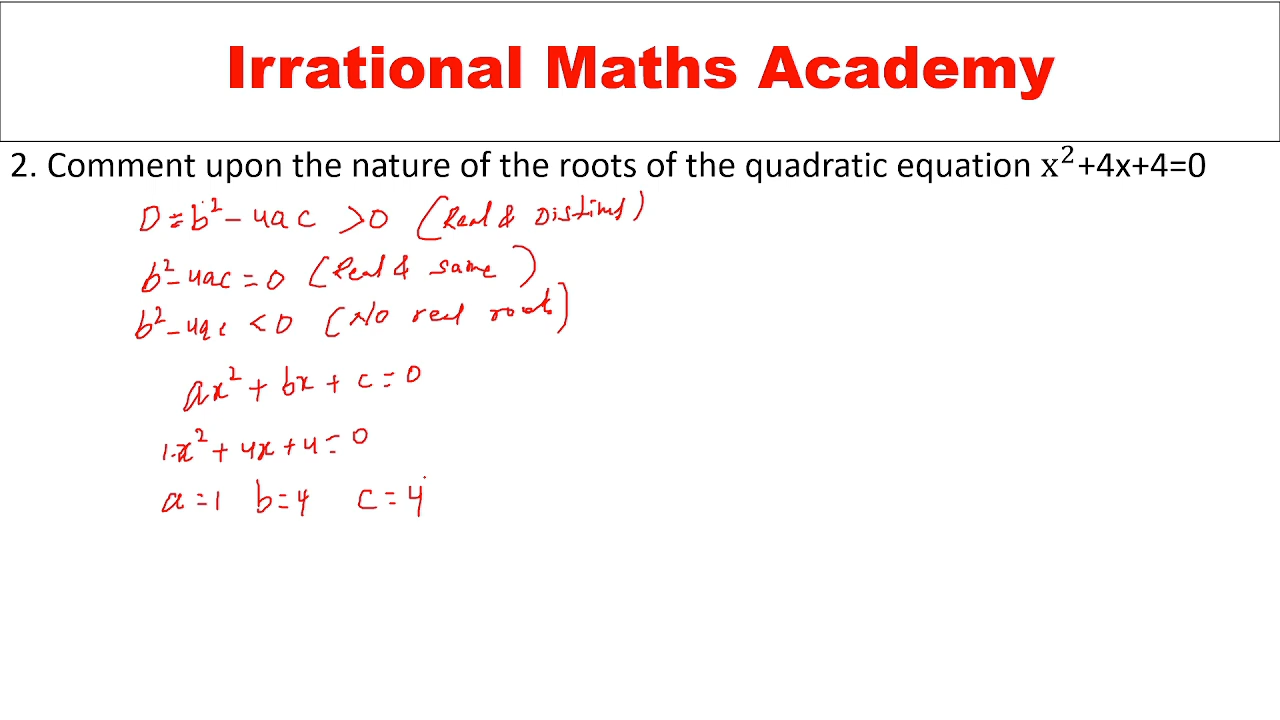 Irrational Maths Academy
2. Comment upon the nature of the roots of the quadratic equation x²+4x+4=0
D = b² - 4ac > 0 (Real & Distinct)
b² - 4ac = 0 (Real & same)
b² - 4ac < 0 (No real roots)
ax² + bx + c = 0
1.x² + 4x + 4 = 0
a = 1 b = 4 c = 4